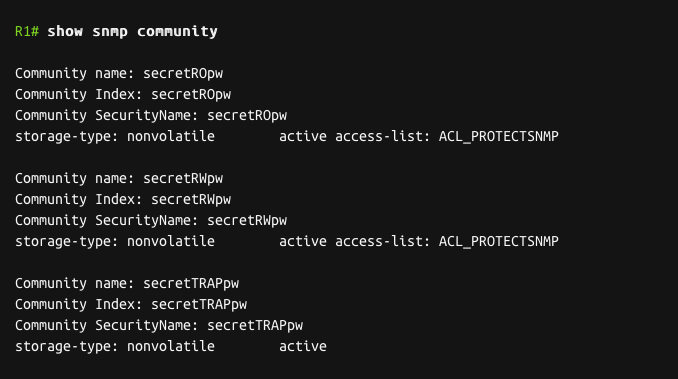 R1# show snmp community
Community name: secretROpw
Community Index: secretROpw
Community SecurityName: secretROpw
storage-type: nonvolatile        active access-list: ACL_PROTECTSNMP
Community name: secretRWpw
Community Index: secretRWpw
Community SecurityName: secretRWpw
storage-type: nonvolatile        active access-list: ACL_PROTECTSNMP
Community name: secretTRAPpw
Community Index: secretTRAPpw
Community SecurityName: secretTRAPpw
storage-type: nonvolatile        active